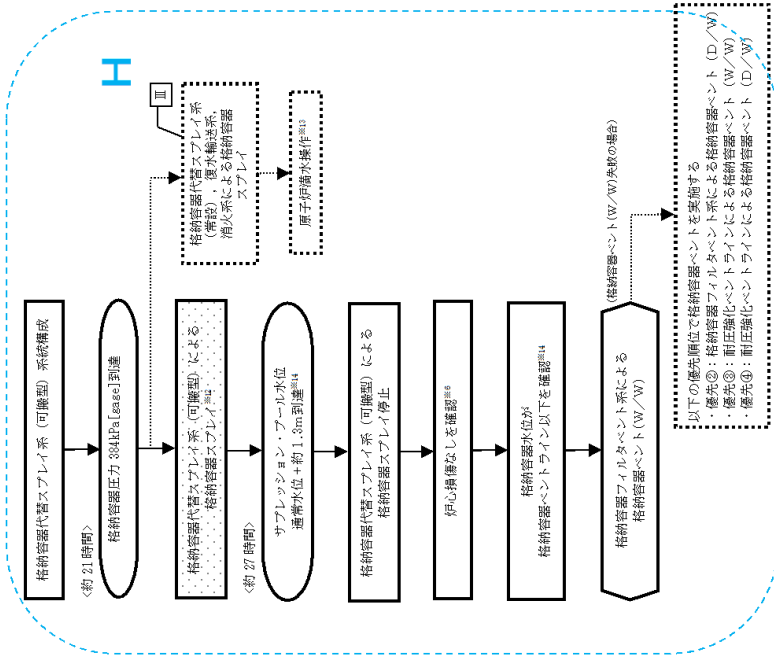 格納容器代替スプレイ系（可搬型）系統構成
<約 21 時間>
格納容器圧力 384kPa[gage]到達
格納容器代替スプレイ系（可搬型）による
格納容器スプレイ※12
<約 27 時間>
サプレッション・プール水位
通常水位＋約 1.3m 到達※14
格納容器代替スプレイ系（可搬型）による
格納容器スプレイ停止
炉心損傷なしを確認※6
格納容器水位が
格納容器ベントライン以下を確認※14
格納容器フィルタベント系による
格納容器ベント（W／W）
Ⅲ
格納容器代替スプレイ系
（常設），復水輸送系，
消火系による格納容器
スプレイ
原子炉満水操作※13
H
(格納容器ベント(W／W)失敗の場合)
以下の優先順位で格納容器ベントを実施する
・優先②：格納容器フィルタベント系による格納容器ベント（D／W）
・優先③：耐圧強化ベントラインによる格納容器ベント（W／W）
・優先④：耐圧強化ベントラインによる格納容器ベント（D／W）